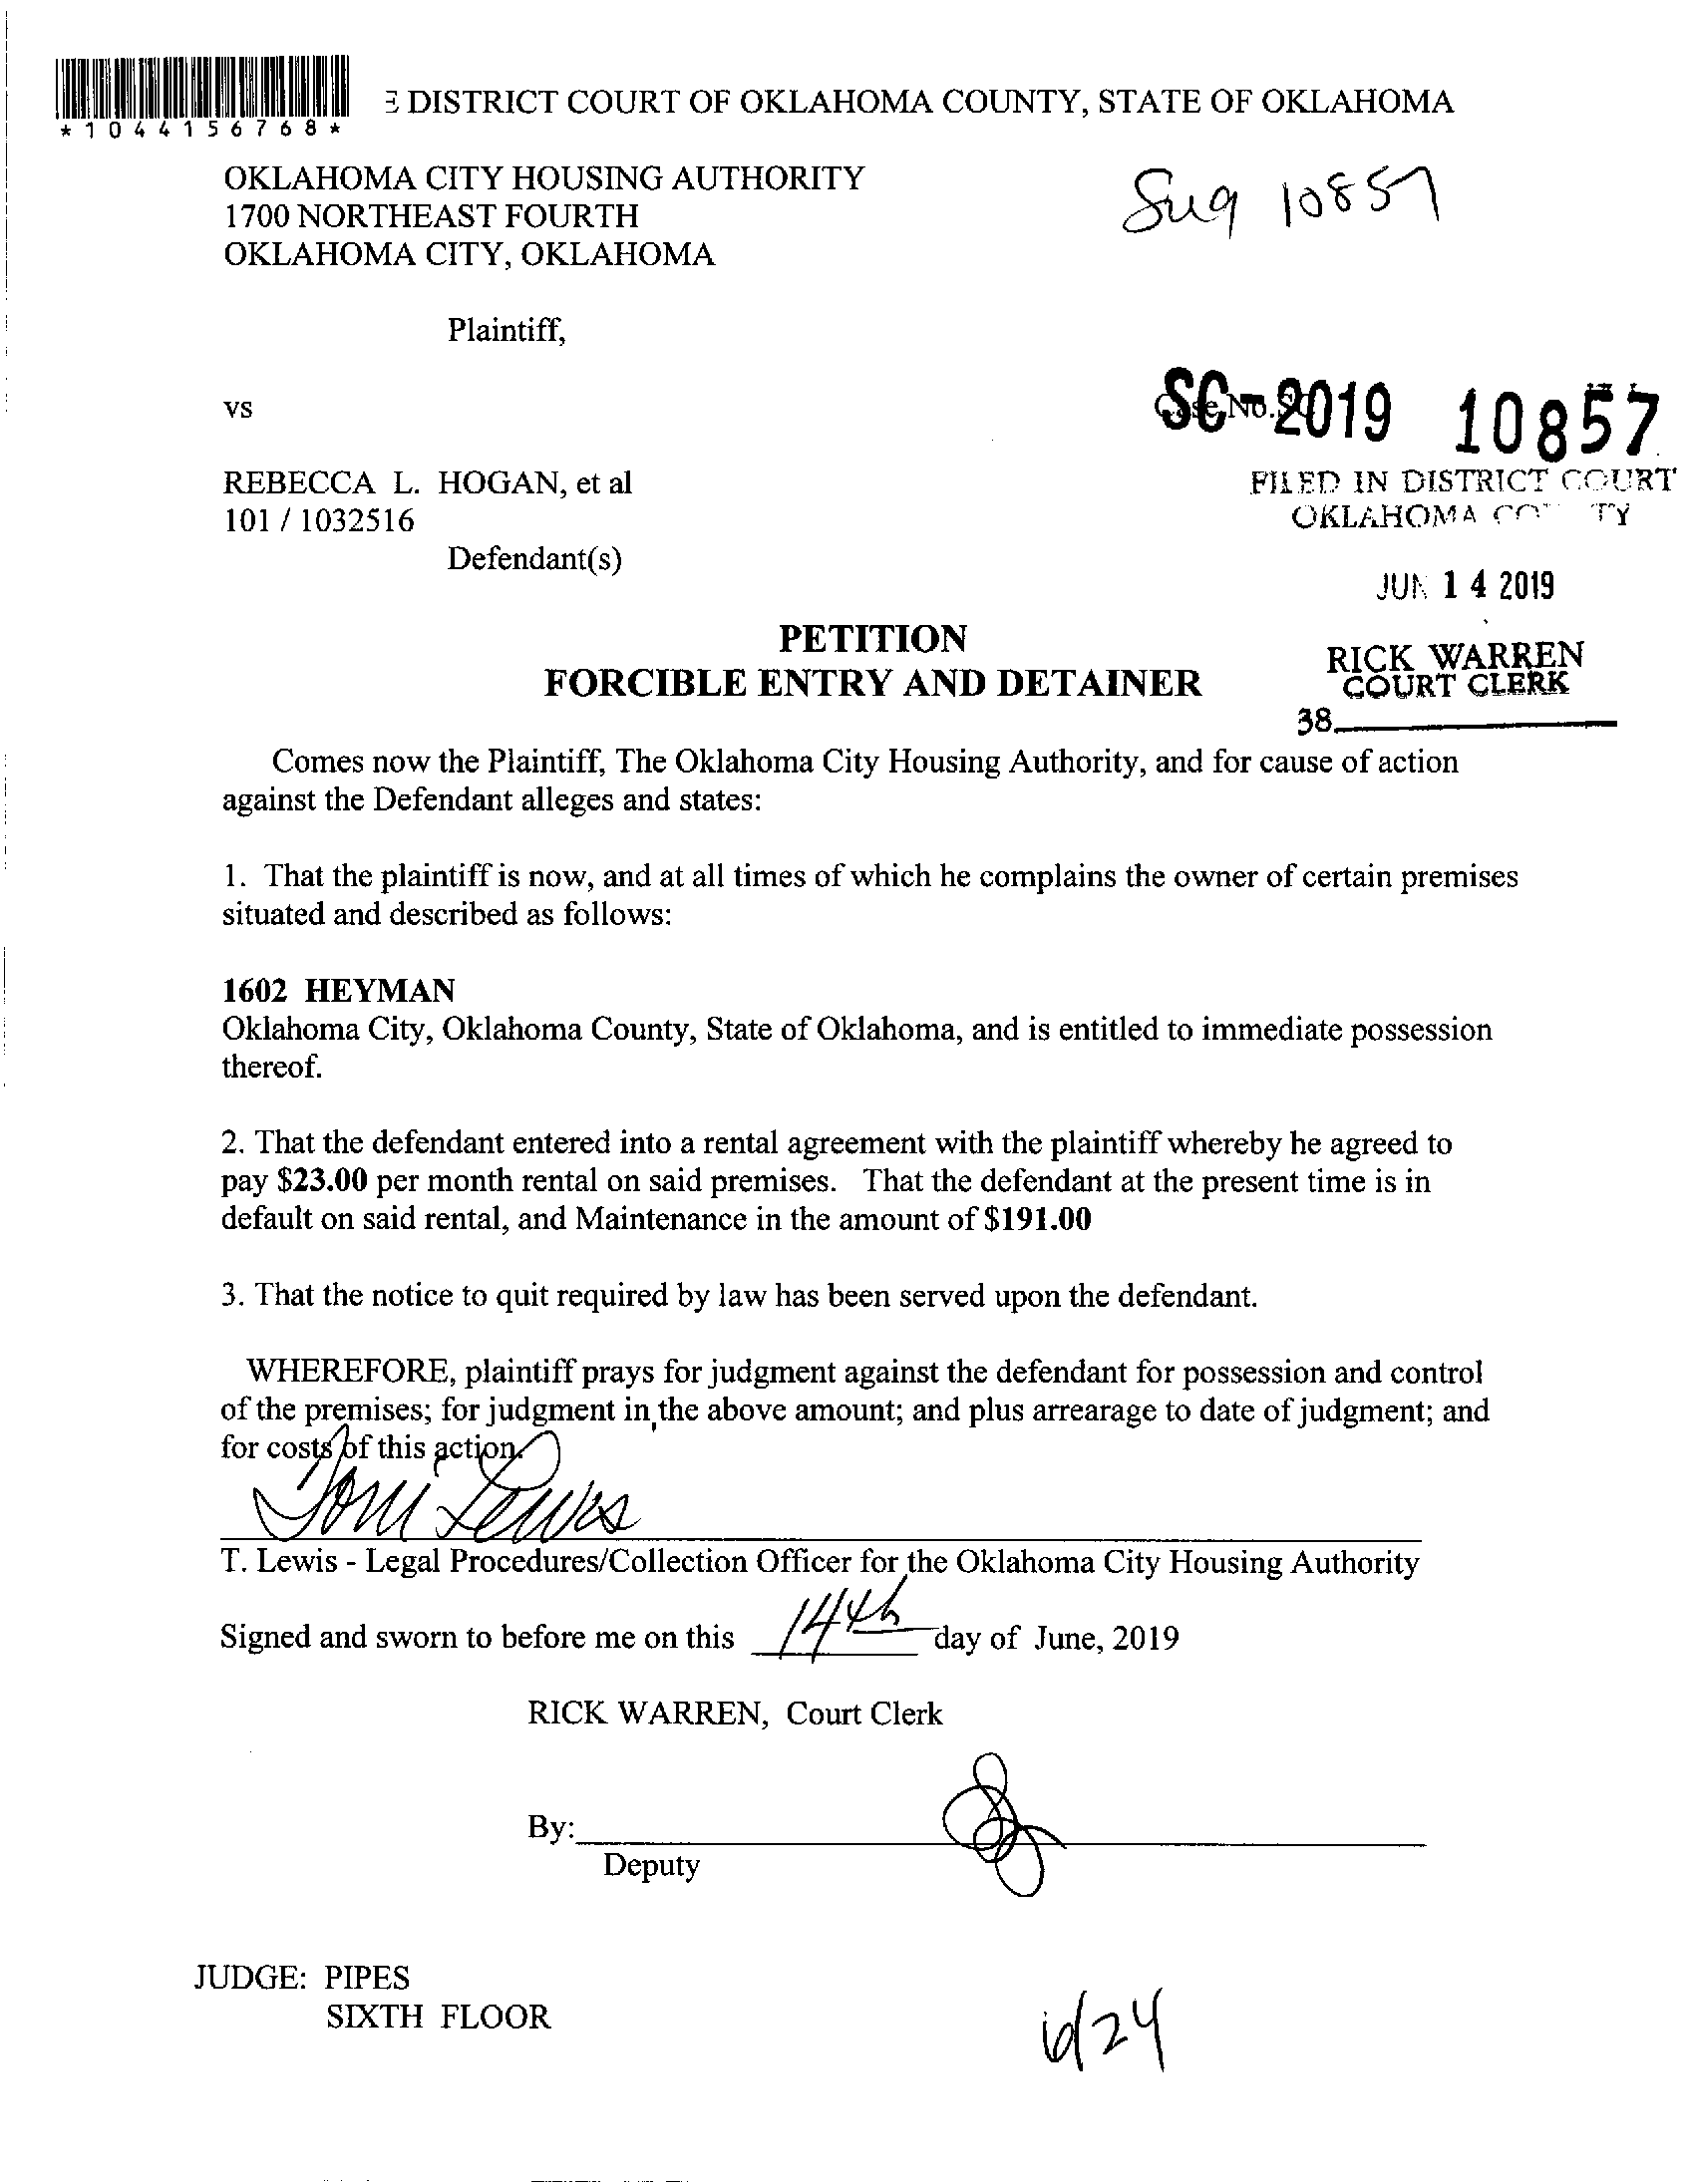 *1044156768*
E DISTRICT COURT OF OKLAHOMA COUNTY, STATE OF OKLAHOMA
OKLAHOMA CITY HOUSING AUTHORITY
1700 NORTHEAST FOURTH
OKLAHOMA CITY, OKLAHOMA
10857
Plaintiff,
vs
Case No.
SC-2019 10857
REBECCA L. HOGAN, et al
101 / 1032516
Defendant(s)
FILED IN DISTRICT COURT
OKLAHOMA
JUN 14 2019
RICK WARREN
COURT CLERK
38
PETITION
FORCIBLE ENTRY AND DETAINER
Comes now the Plaintiff, The Oklahoma City Housing Authority, and for cause of action
against the Defendant alleges and states:
1. That the plaintiff is now, and at all times of which he complains the owner of certain premises
situated and described as follows:
1602 HEYMAN
Oklahoma City, Oklahoma County, State of Oklahoma, and is entitled to immediate possession
thereof.
2. That the defendant entered into a rental agreement with the plaintiff whereby he agreed to
pay $23.00 per month rental on said premises. That the defendant at the present time is in
default on said rental, and Maintenance in the amount of $191.00
3. That the notice to quit required by law has been served upon the defendant.
WHEREFORE, plaintiff prays for judgment against the defendant for possession and control
of the premises; for judgment in the above amount; and plus arrearage to date of judgment; and
for costs of this action.
Toni Lewis
T. Lewis - Legal Procedures/Collection Officer for the Oklahoma City Housing Authority
Signed and sworn to before me on this 14th day of June, 2019
RICK WARREN, Court Clerk
By:
Deputy
JUDGE: PIPES
SIXTH FLOOR
6/24